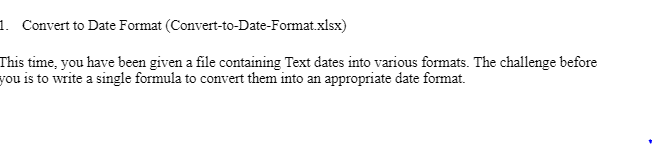 1. Convert to Date Format (Convert-to-Date-Format.xlsx)
This time, you have been given a file containing Text dates into various formats. The challenge before
you is to write a single formula to convert them into an appropriate date format.